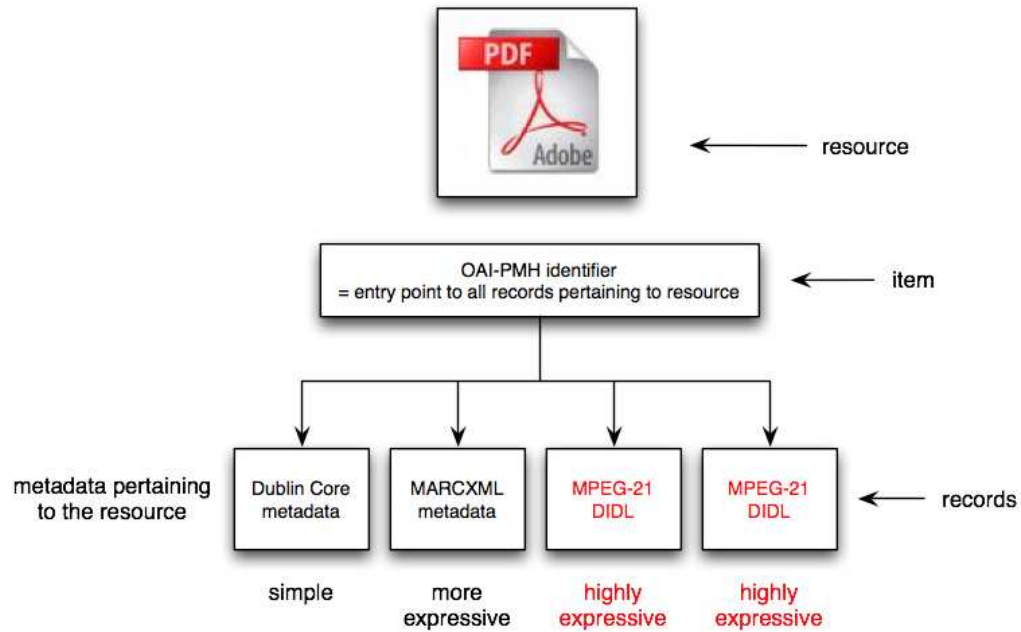 PDF
Adobe
resource
OAI-PMH identifier
= entry point to all records pertaining to resource
item
metadata pertaining
to the resource
Dublin Core
metadata
MARCXML
metadata
MPEG-21
DIDL
MPEG-21
DIDL
records
simple
more
expressive
highly
expressive
highly
expressive